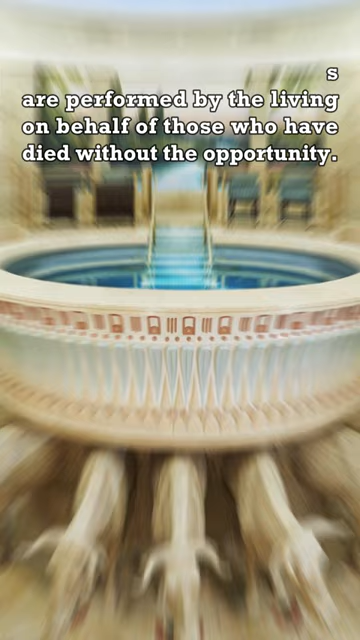 s
are performed by the living
on behalf of those who have
died without the opportunity.